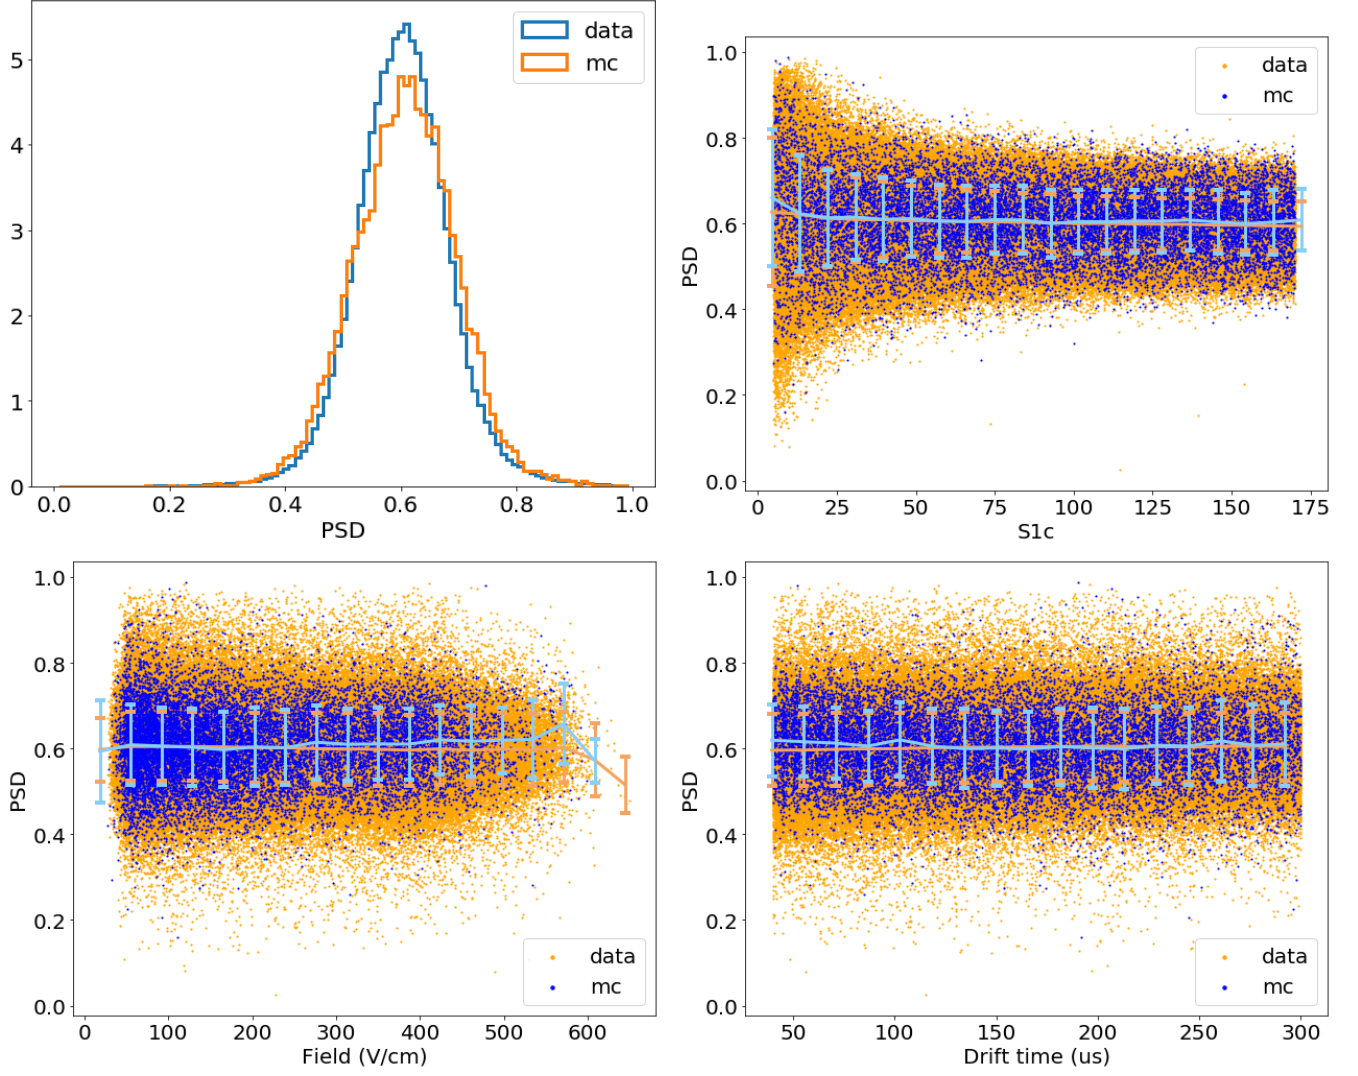 data
mc
5
4
3
2
1
0
0.0 0.2 0.4 0.6 0.8 1.0
PSD
data
mc
1.0
0.8
0.6
0.4
0.2
0.0
PSD
0 25 50 75 100 125 150 175
S1c
1.0
0.8
0.6
0.4
0.2
0.0
PSD
data
mc
0 100 200 300 400 500 600
Field (V/cm)
1.0
0.8
0.6
0.4
0.2
0.0
PSD
data
mc
50 100 150 200 250 300
Drift time (us)